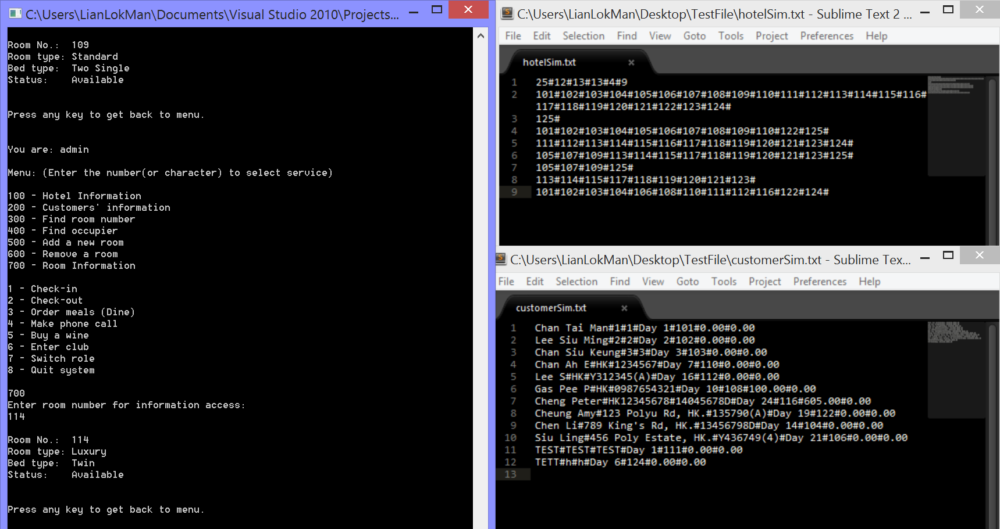 C:\Users\LianLokMan\Documents\Visual Studio 2010\Projects...
Room No.:  109
Room type: Standard
Bed type:  Two Single
Status:    Available
Press any key to get back to menu.
You are: admin
Menu: (Enter the number(or character) to select service)
100 - Hotel Information
200 - Customers' information
300 - Find room number
400 - Find occupier
500 - Add a new room
600 - Remove a room
700 - Room Information
1 - Check-in
2 - Check-out
3 - Order meals (Dine)
4 - Make phone call
5 - Buy a wine
6 - Enter club
7 - Switch role
8 - Quit system
700
Enter room number for information access:
114
Room No.:  114
Room type: Luxury
Bed type:  Twin
Status:    Available
Press any key to get back to menu.
C:\Users\LianLokMan\Desktop\TestFile\hotelSim.txt - Sublime Text 2 ...
File Edit Selection Find View Goto Tools Project Preferences Help
hotelSim.txt
1 25#12#13#13#4#9
2 101#102#103#104#105#106#107#108#109#110#111#112#113#114#115#116#
117#118#119#120#121#122#123#124#
3 125#
4 101#102#103#104#105#106#107#108#109#110#122#125#
5 111#112#113#114#115#116#117#118#119#120#121#123#124#
6 105#107#109#113#114#115#117#118#119#120#121#123#125#
7 105#107#109#125#
8 113#114#115#117#118#119#120#121#123#
9 101#102#103#104#106#108#110#111#112#116#122#124#
C:\Users\LianLokMan\Desktop\TestFile\customerSim.txt - Sublime Tex...
File Edit Selection Find View Goto Tools Project Preferences Help
customerSim.txt
1 Chan Tai Man#1#1#Day 1#101#0.00#0.00
2 Lee Siu Ming#2#2#Day 2#102#0.00#0.00
3 Chan Siu Keung#3#3#Day 3#103#0.00#0.00
4 Chan Ah E#HK#1234567#Day 7#110#0.00#0.00
5 Lee S#HK#Y312345(A)#Day 16#112#0.00#0.00
6 Gas Pee P#HK#0987654321#Day 10#108#100.00#0.00
7 Cheng Peter#HK12345678#14045678D#Day 24#116#605.00#0.00
8 Cheung Amy#123 Polyu Rd, HK.#135790(A)#Day 19#122#0.00#0.00
9 Chen Li#789 King's Rd, HK.#13456798D#Day 14#104#0.00#0.00
10 Siu Ling#456 Poly Estate, HK.#Y436749(4)#Day 21#106#0.00#0.00
11 TEST#TEST#TEST#Day 1#111#0.00#0.00
12 TETT#h#h#Day 6#124#0.00#0.00
13